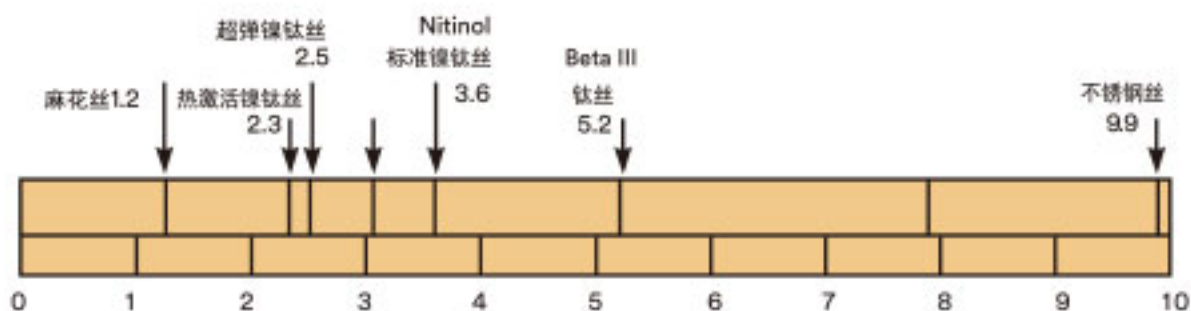 超弹镍钛丝
2.5
Nitinol
标准镍钛丝
3.6
Beta III
钛丝
5.2
不锈钢丝
9.9
麻花丝1.2
热激活镍钛丝
2.3
0 1 2 3 4 5 6 7 8 9 10